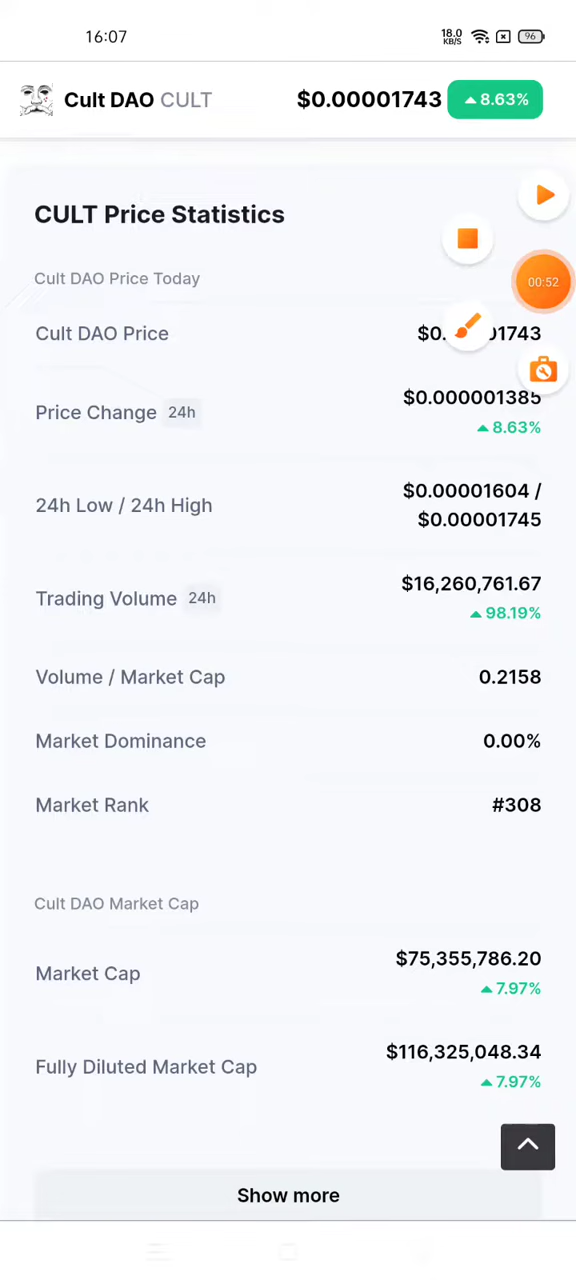 16:07
18.0
KB/S
96
Cult DAO CULT
$0.00001743
8.63%
CULT Price Statistics
Cult DAO Price Today
00:52
Cult DAO Price
$0. 1743
Price Change 24h
$0.000001385
8.63%
24h Low / 24h High
$0.00001604 /
$0.00001745
Trading Volume 24h
$16,260,761.67
98.19%
Volume / Market Cap
0.2158
Market Dominance
0.00%
Market Rank
#308
Cult DAO Market Cap
Market Cap
$75,355,786.20
7.97%
Fully Diluted Market Cap
$116,325,048.34
7.97%
Show more